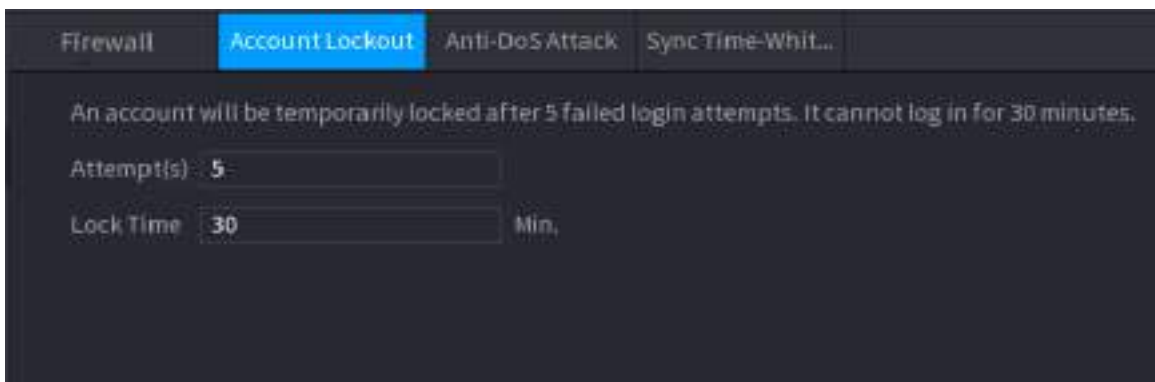 Firewall Account Lockout Anti-DoS Attack Sync Time-Whit...
An account will be temporarily locked after 5 failed login attempts. It cannot log in for 30 minutes.
Attempt(s) 5
Lock Time 30 Min.